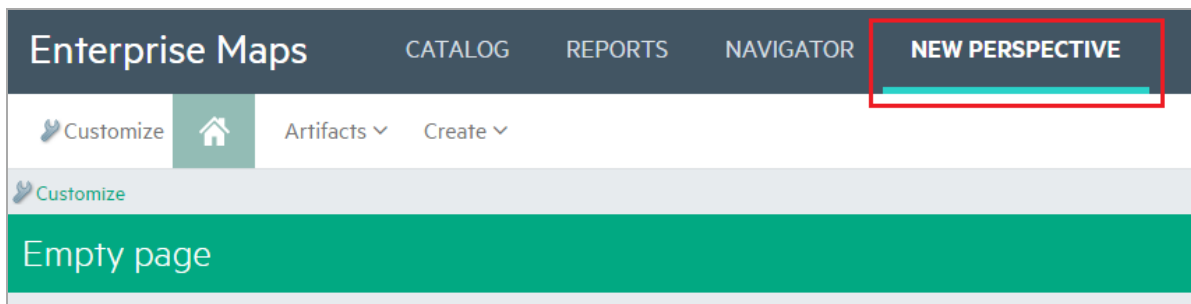 Enterprise Maps CATALOG REPORTS NAVIGATOR NEW PERSPECTIVE
Customize Artifacts Create
Customize
Empty page